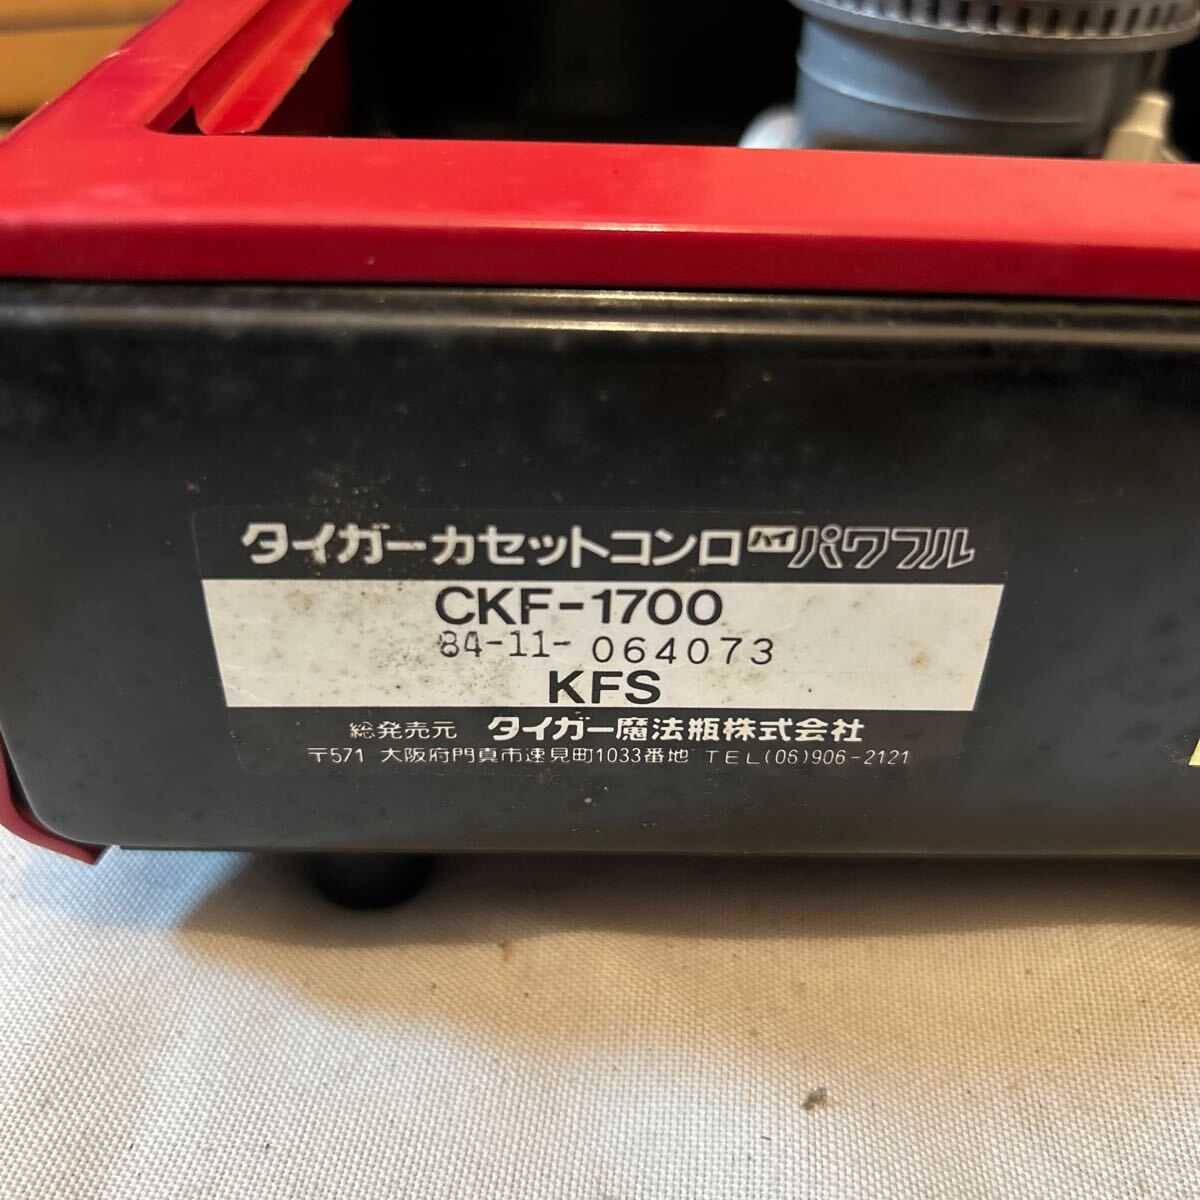 タイガーカセットコンロ ハイパワフル
CKF-1700
84-11- 064073
KFS
総発売元 タイガー魔法瓶株式会社
〒571 大阪府門真市速見町1033番地 TEL(06)906-2121